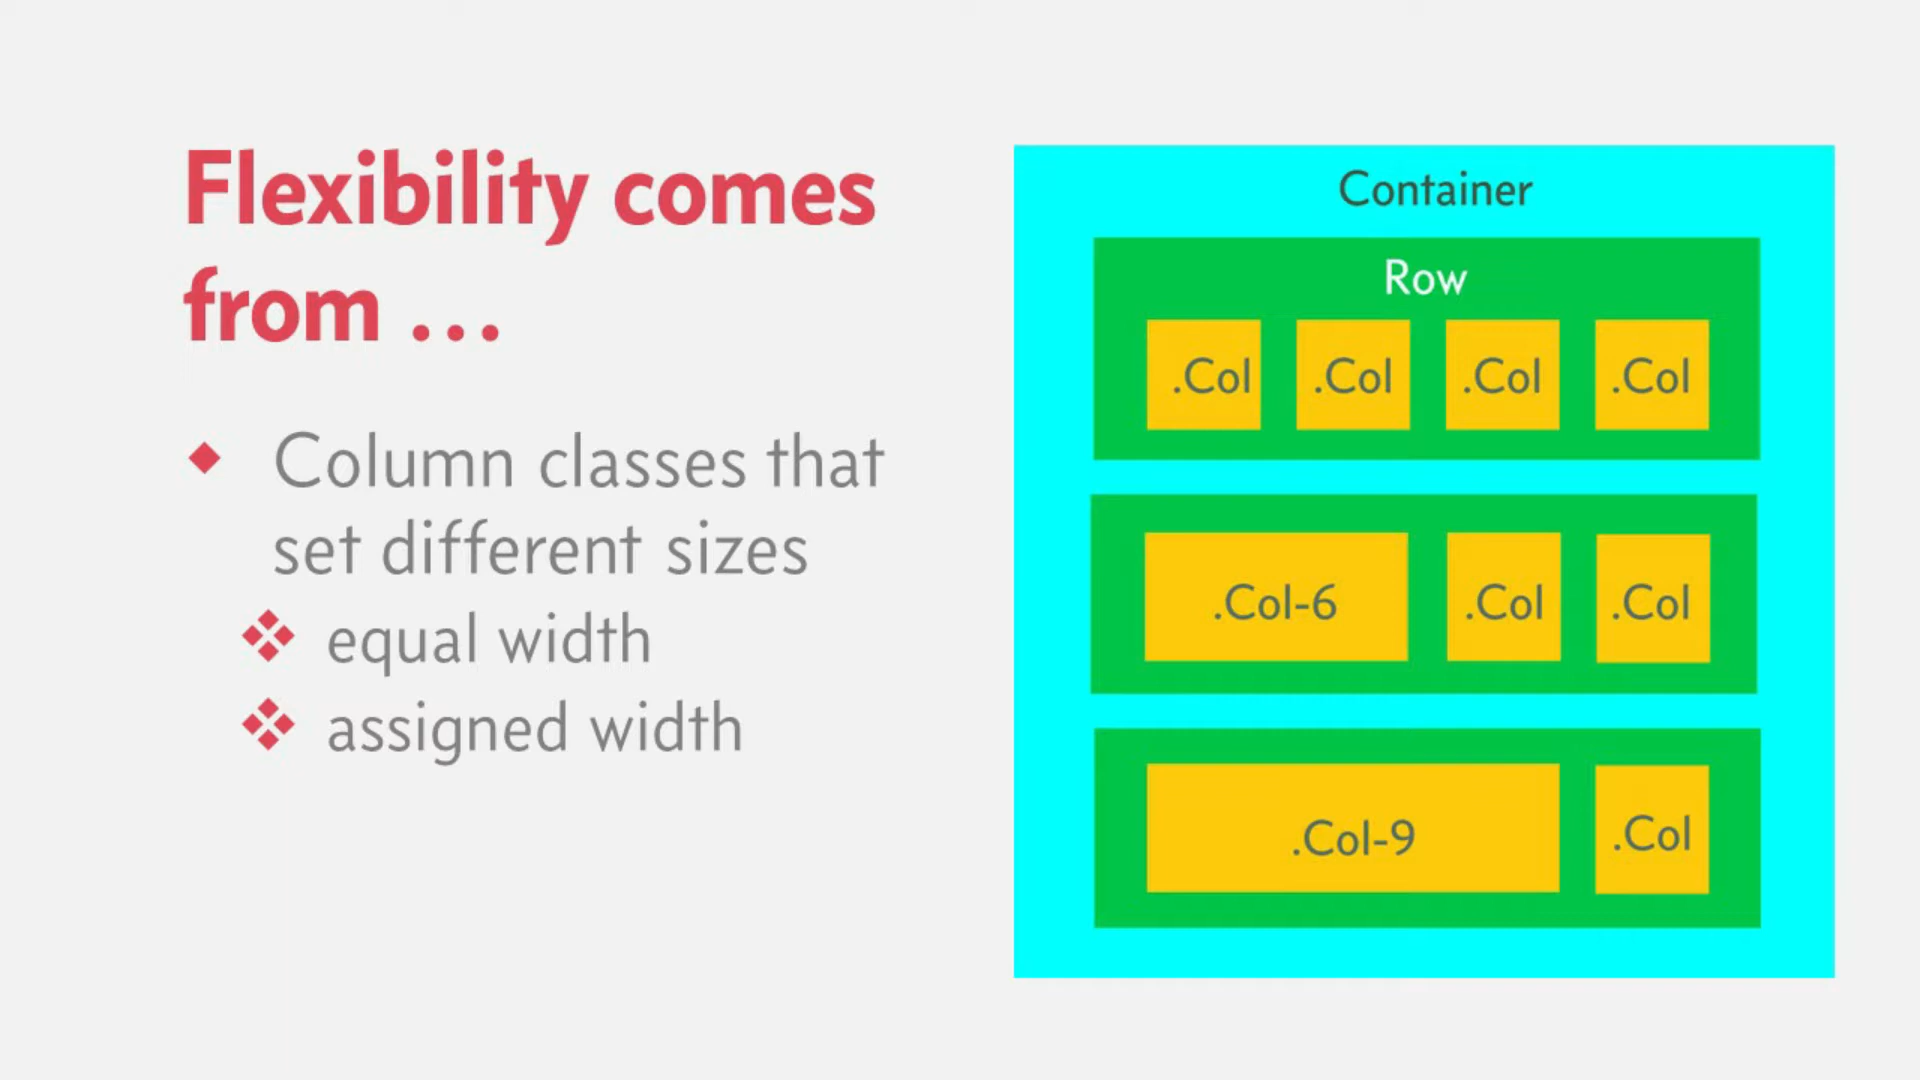 Flexibility comes
from ...
Column classes that
set different sizes
equal width
assigned width
Container
Row
.Col .Col .Col .Col
.Col-6 .Col .Col
.Col-9 .Col